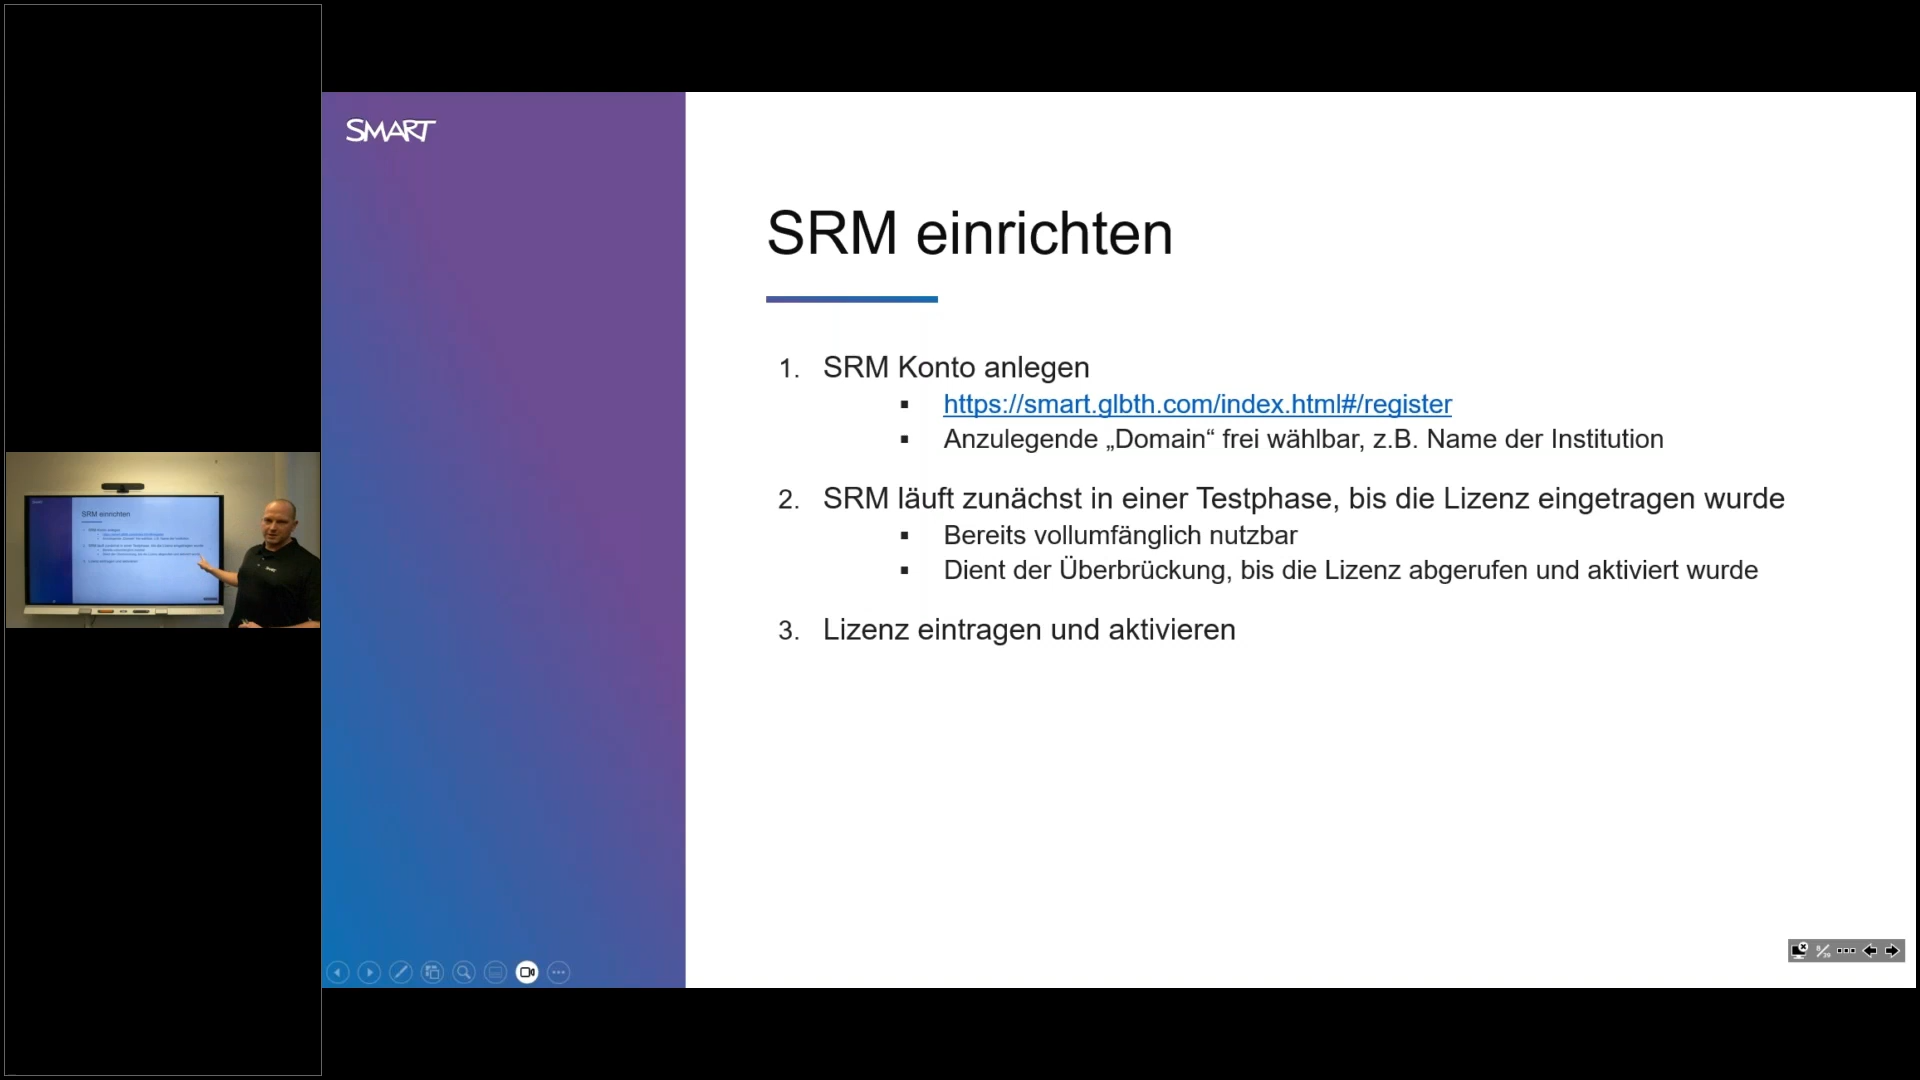 SMART
SRM einrichten
1. SRM Konto anlegen
▪ https://smart.glbth.com/index.html#/register
▪ Anzulegende „Domain“ frei wählbar, z.B. Name der Institution
2. SRM läuft zunächst in einer Testphase, bis die Lizenz eingetragen wurde
▪ Bereits vollumfänglich nutzbar
▪ Dient der Überbrückung, bis die Lizenz abgerufen und aktiviert wurde
3. Lizenz eintragen und aktivieren
SRM einrichten